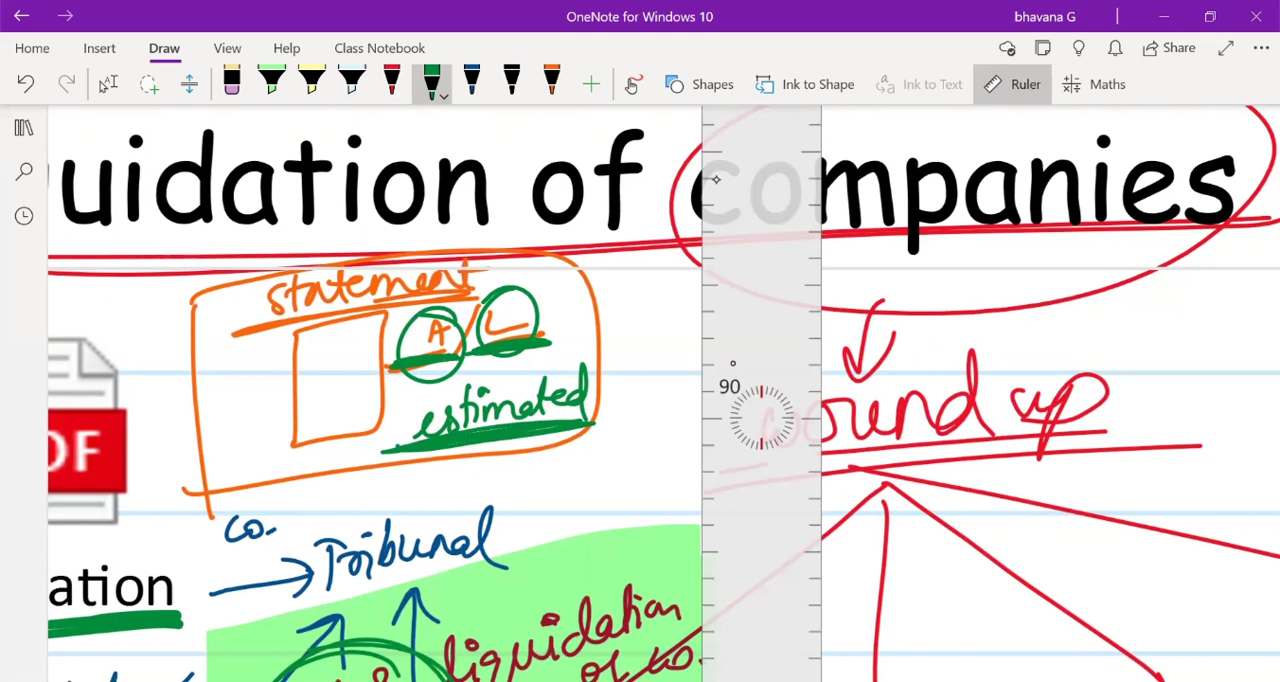 OneNote for Windows 10
bhavana G
Home Insert Draw View Help Class Notebook
Share
Shapes Ink to Shape Ink to Text Ruler Maths
uidation of companies
statement
A/L
estimated
90
wound up
DF
co.
Tribunal
ation
liquidation
of co.